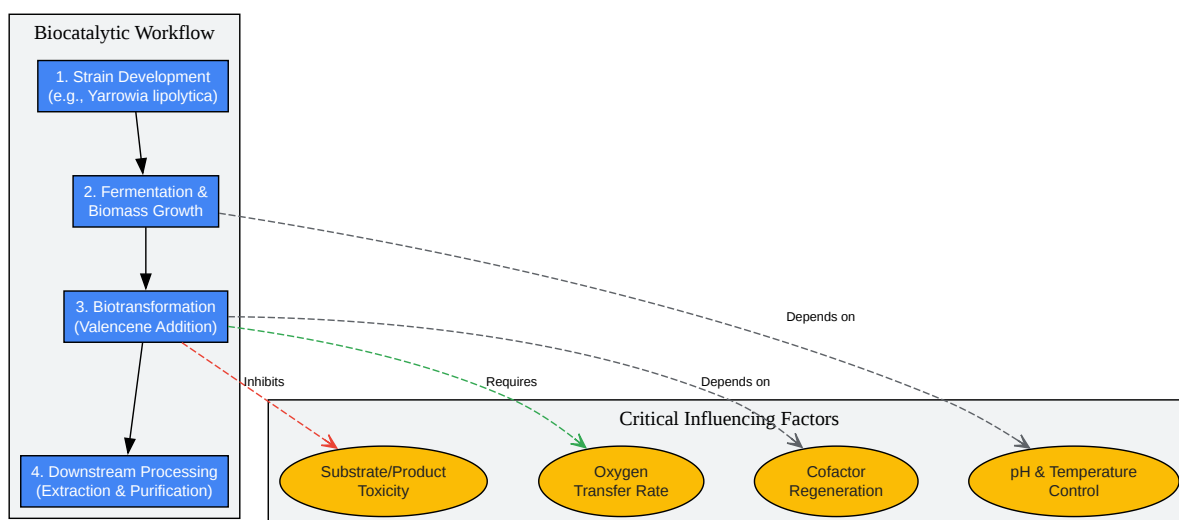 Biocatalytic Workflow
1. Strain Development
(e.g., Yarrowia lipolytica)
2. Fermentation &
Biomass Growth
3. Biotransformation
(Valencene Addition)
4. Downstream Processing
(Extraction & Purification)
Depends on
Inhibits
Requires
Depends on
Critical Influencing Factors
Substrate/Product
Toxicity
Oxygen
Transfer Rate
Cofactor
Regeneration
pH & Temperature
Control